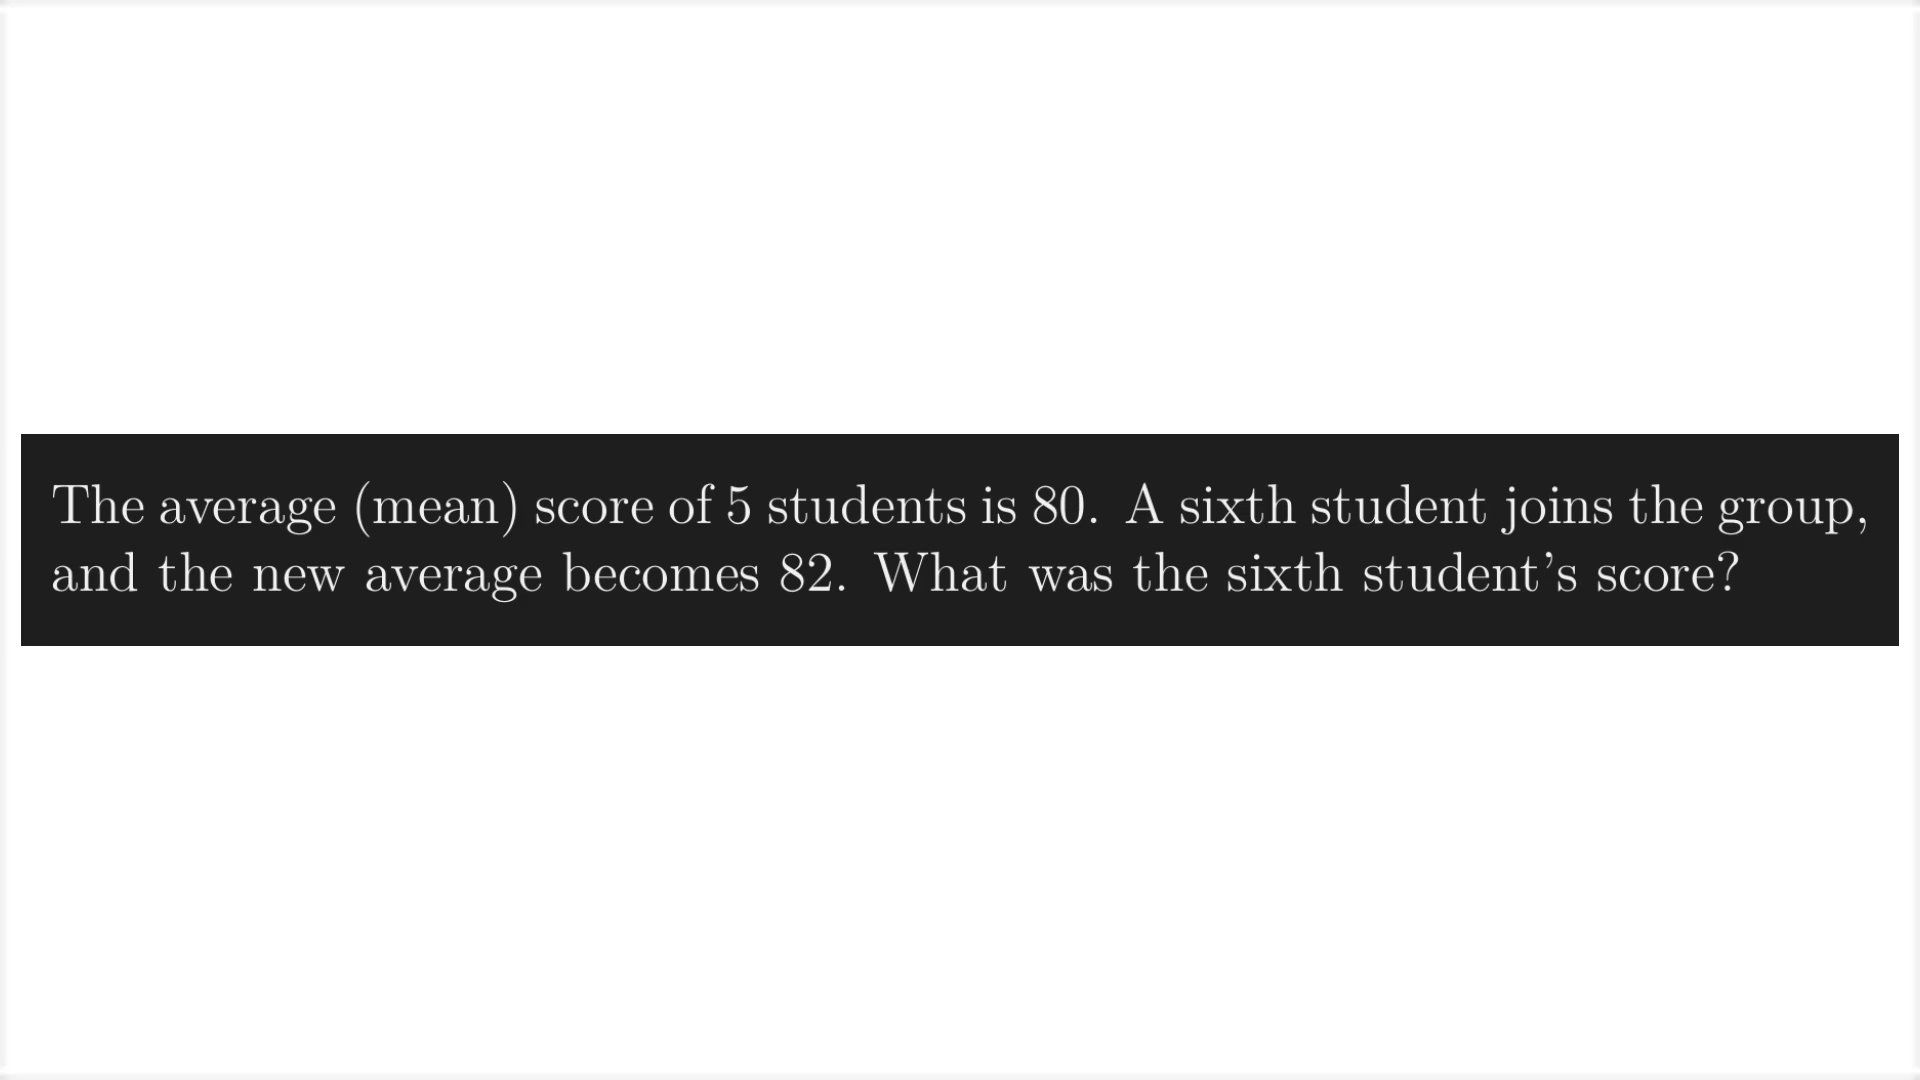 The average (mean) score of 5 students is 80. A sixth student joins the group,
and the new average becomes 82. What was the sixth student’s score?